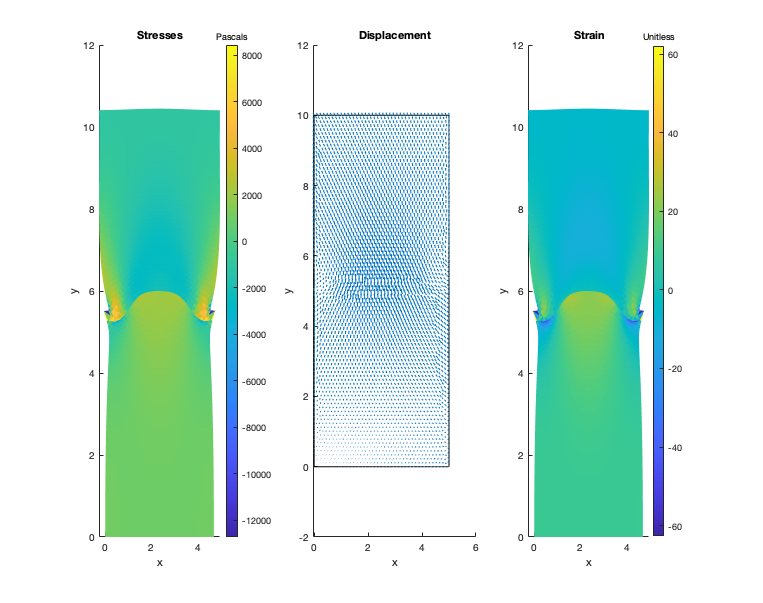 Stresses
Pascals
12
10
8
6
4
2
0
y
0 2 4
x
8000
6000
4000
2000
0
-2000
-4000
-6000
-8000
-10000
-12000
Displacement
12
10
8
6
4
2
0
-2
y
0 2 4 6
x
Strain
Unitless
12
10
8
6
4
2
0
y
0 2 4
x
60
40
20
0
-20
-40
-60